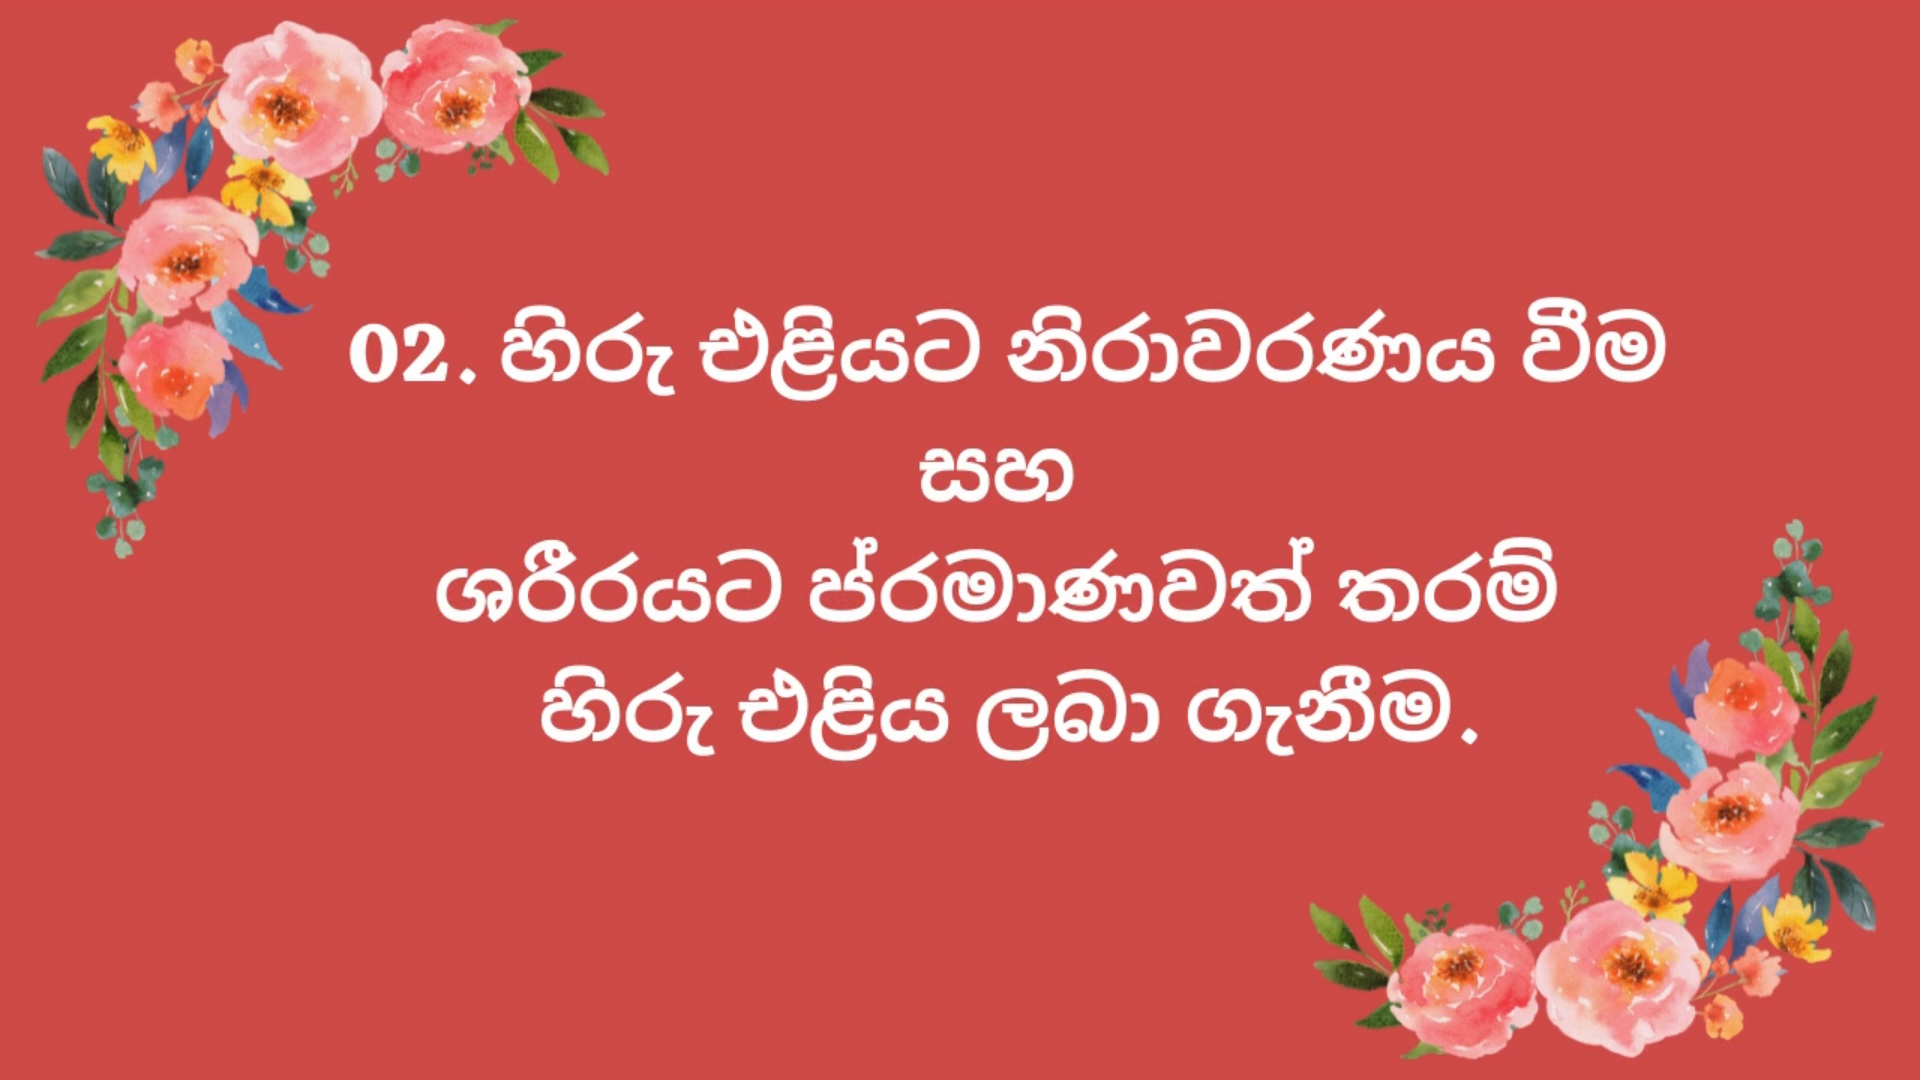 02. හිරු එළියට නිරාවරණය වීම
සහ
ශරීරයට ප්රමාණවත් තරම්
හිරු එළිය ලබා ගැනීම.